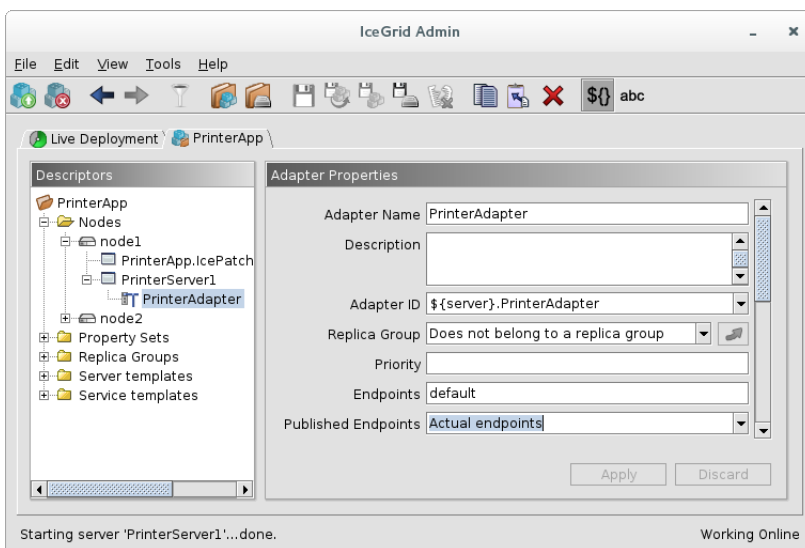 IceGrid Admin
File Edit View Tools Help
${} abc
Live Deployment PrinterApp
Descriptors
PrinterApp
Nodes
node1
PrinterApp.IcePatch
PrinterServer1
PrinterAdapter
node2
Property Sets
Replica Groups
Server templates
Service templates
Adapter Properties
Adapter Name PrinterAdapter
Description
Adapter ID ${server}.PrinterAdapter
Replica Group Does not belong to a replica group
Priority
Endpoints default
Published Endpoints Actual endpoints
Apply Discard
Starting server 'PrinterServer1'...done. Working Online